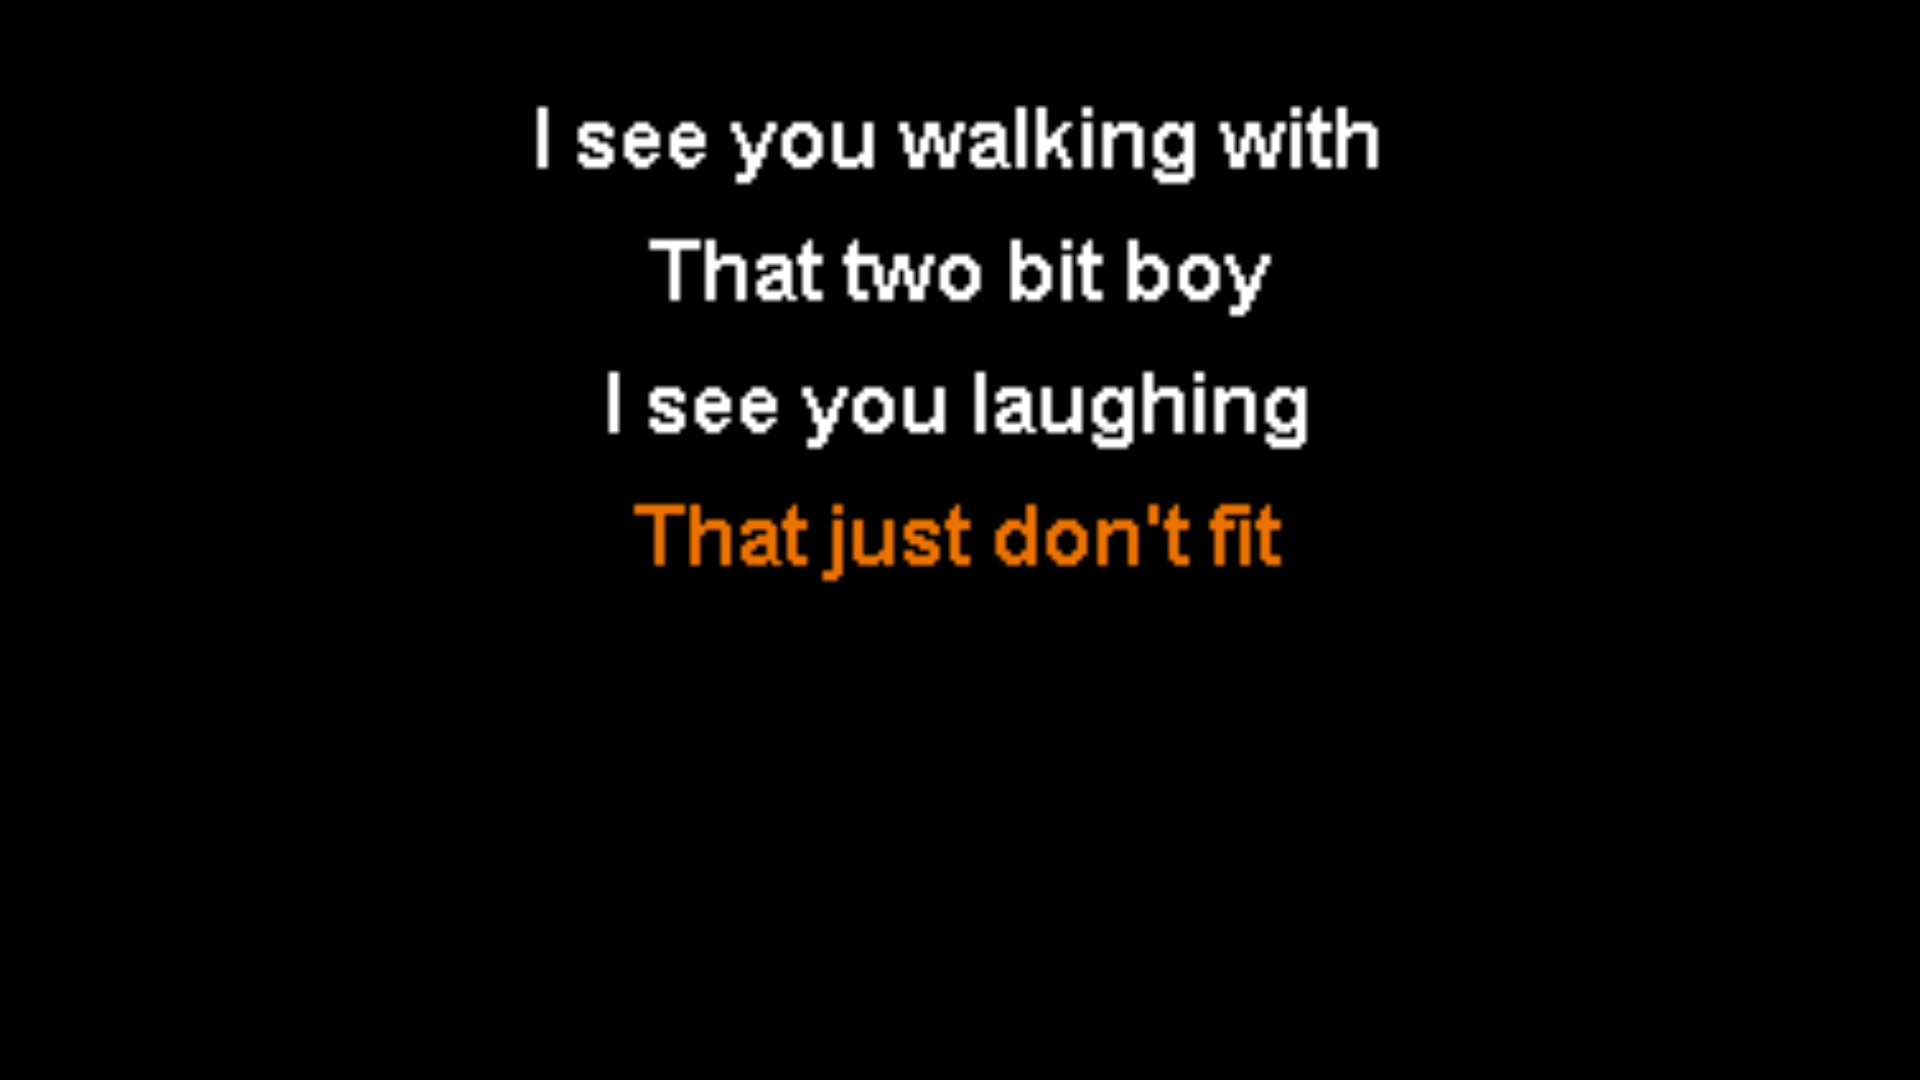 I see you walking with
That two bit boy
I see you laughing
That just don't fit